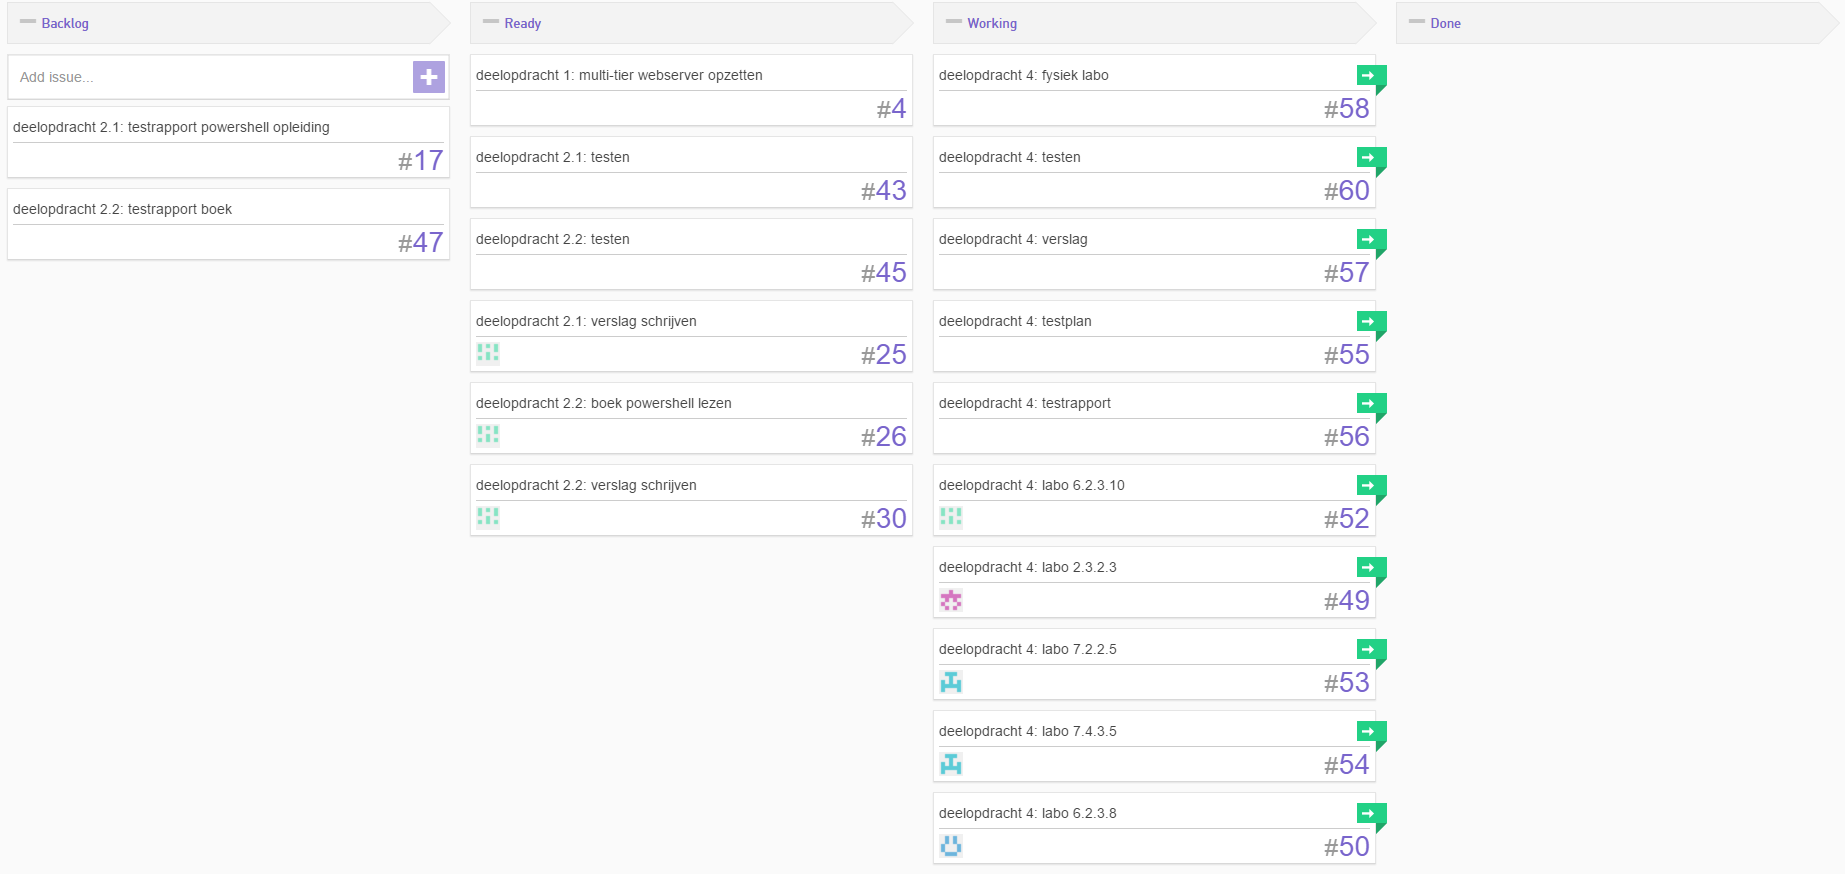 Backlog
Add issue...
deelopdracht 2.1: testrapport powershell opleiding
#17
deelopdracht 2.2: testrapport boek
#47
Ready
deelopdracht 1: multi-tier webserver opzetten
#4
deelopdracht 2.1: testen
#43
deelopdracht 2.2: testen
#45
deelopdracht 2.1: verslag schrijven
#25
deelopdracht 2.2: boek powershell lezen
#26
deelopdracht 2.2: verslag schrijven
#30
Working
deelopdracht 4: fysiek labo
#58
deelopdracht 4: testen
#60
deelopdracht 4: verslag
#57
deelopdracht 4: testplan
#55
deelopdracht 4: testrapport
#56
deelopdracht 4: labo 6.2.3.10
#52
deelopdracht 4: labo 2.3.2.3
#49
deelopdracht 4: labo 7.2.2.5
#53
deelopdracht 4: labo 7.4.3.5
#54
deelopdracht 4: labo 6.2.3.8
#50
Done